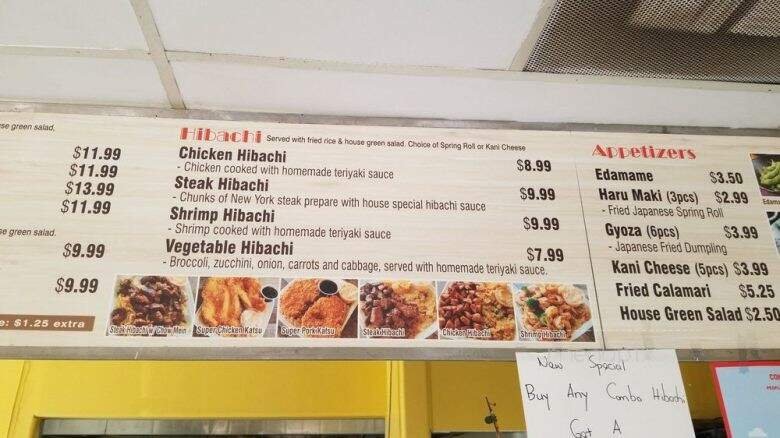 se green salad.
$11.99
$11.99
$13.99
$11.99
se green salad.
$9.99
$9.99
e: $1.25 extra
Hibachi Served with fried rice & house green salad. Choice of Spring Roll or Kani Cheese
Chicken Hibachi $8.99
- Chicken cooked with homemade teriyaki sauce
Steak Hibachi $9.99
- Chunks of New York steak prepare with house special hibachi sauce
Shrimp Hibachi $9.99
- Shrimp cooked with homemade teriyaki sauce
Vegetable Hibachi $7.99
- Broccoli, zucchini, onion, carrots and cabbage, served with homemade teriyaki sauce.
Steak Hibachi w/ Chow Mein
Super Chicken Katsu
Super Pork Katsu
Steak Hibachi
Chicken Hibachi
Shrimp Hibachi
Appetizers
Edamame $3.50
Haru Maki (3pcs) $2.99
- Fried Japanese Spring Roll
Gyoza (6pcs) $3.99
- Japanese Fried Dumpling
Kani Cheese (5pcs) $3.99
Fried Calamari $5.25
House Green Salad $2.50
Edama
New Special
Buy Any Combo Hibachi
Get A